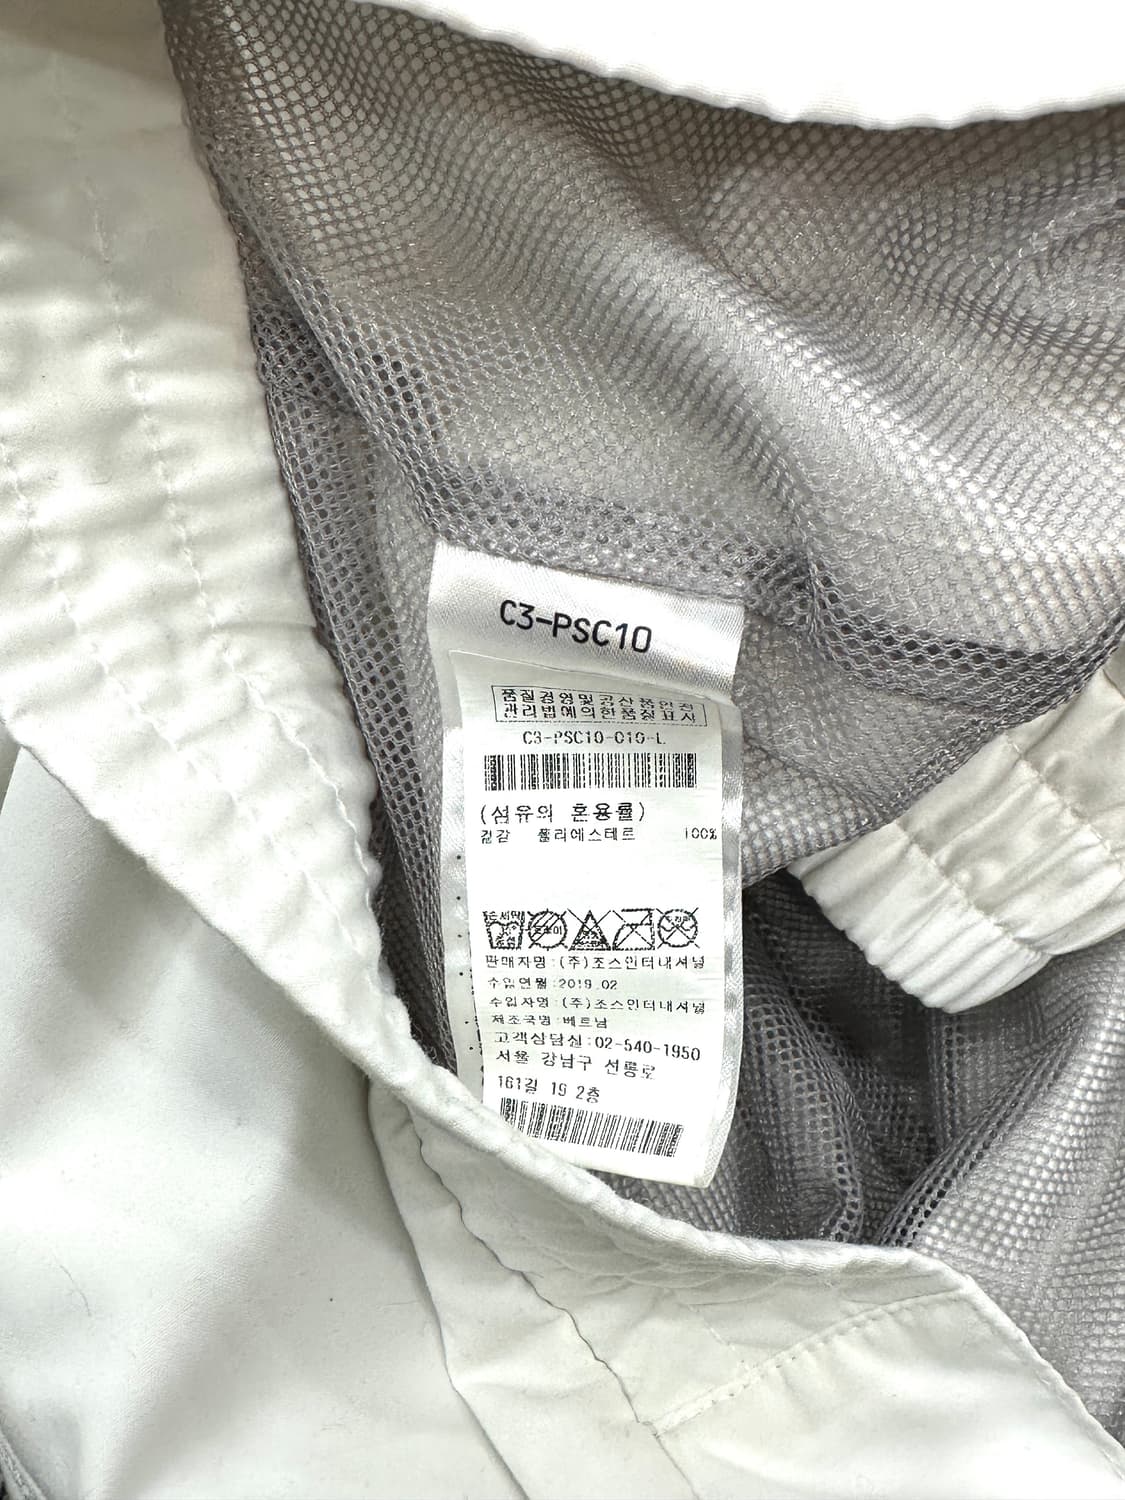 C3-PSC10
품질경영및공산품안전
관리법에의한품질표시
C3-PSC10-010-L
(섬유의 혼용률)
겉감 폴리에스테르 100%
판매자명:(주)조스인터내셔널
수입연월:2019.02
수입자명:(주)조스인터내셔널
제조국명:베트남
고객상담실:02-540-1950
서울 강남구 선릉로
161길 19 2층